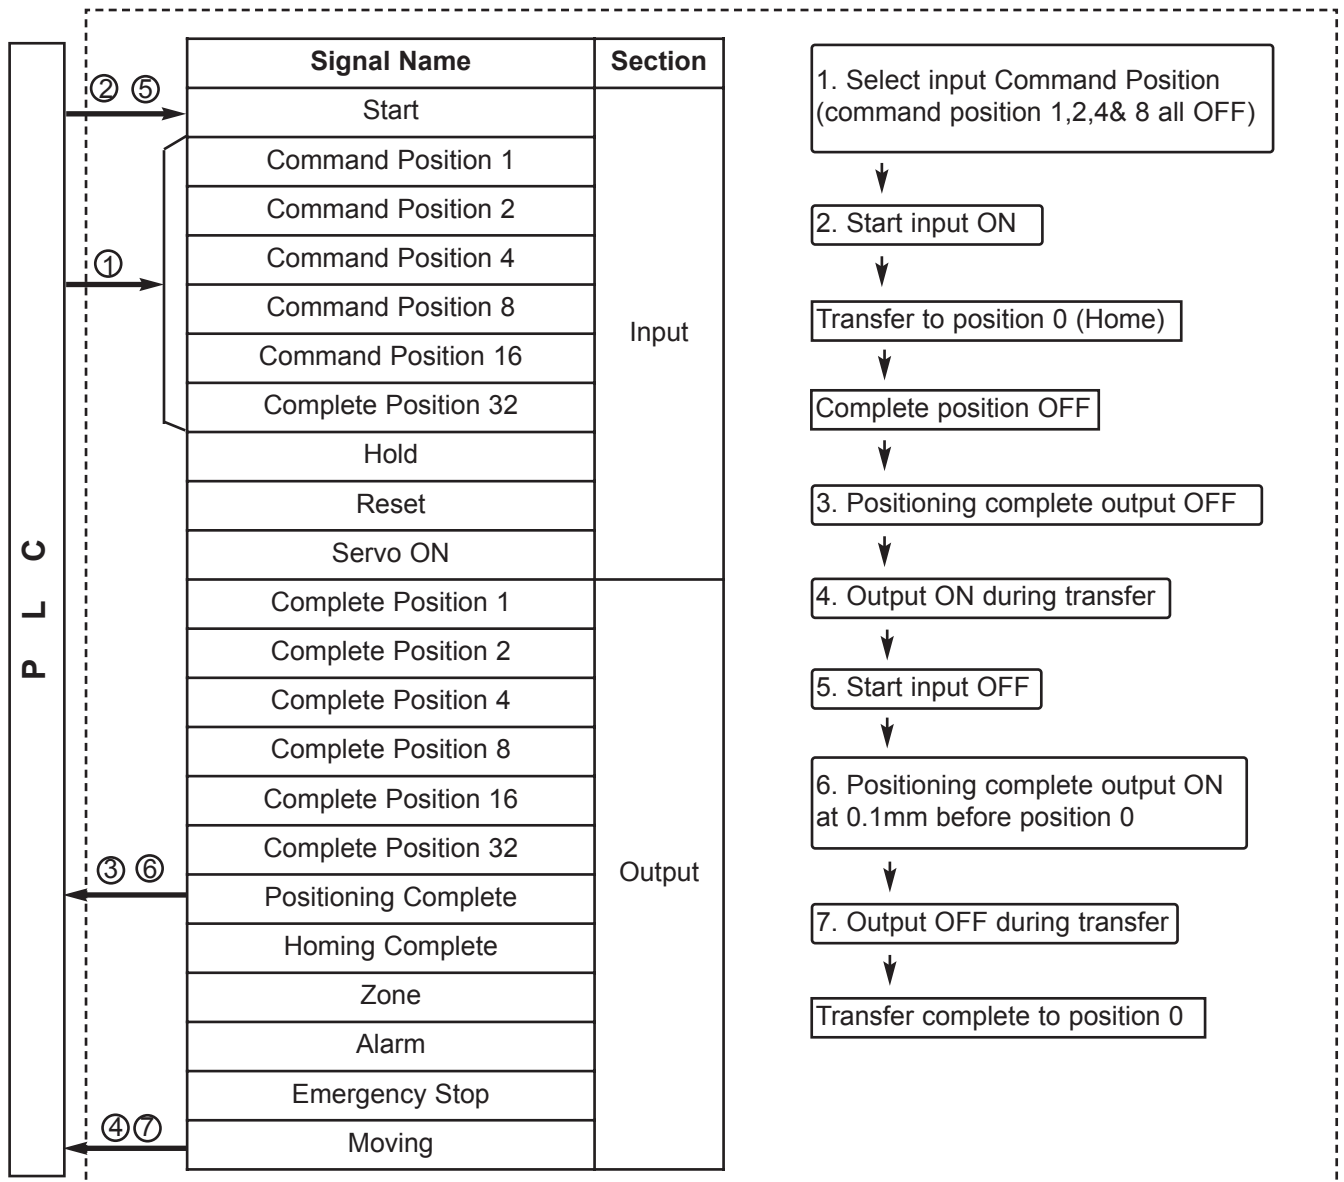 PLC
② ⑤
①
③ ⑥
④⑦
Signal Name Section
Start
Command Position 1
Command Position 2
Command Position 4
Command Position 8
Command Position 16
Complete Position 32
Hold
Reset
Servo ON
Input
Complete Position 1
Complete Position 2
Complete Position 4
Complete Position 8
Complete Position 16
Complete Position 32
Positioning Complete
Homing Complete
Zone
Alarm
Emergency Stop
Moving
Output
1. Select input Command Position
(command position 1,2,4& 8 all OFF)
2. Start input ON
Transfer to position 0 (Home)
Complete position OFF
3. Positioning complete output OFF
4. Output ON during transfer
5. Start input OFF
6. Positioning complete output ON
at 0.1mm before position 0
7. Output OFF during transfer
Transfer complete to position 0